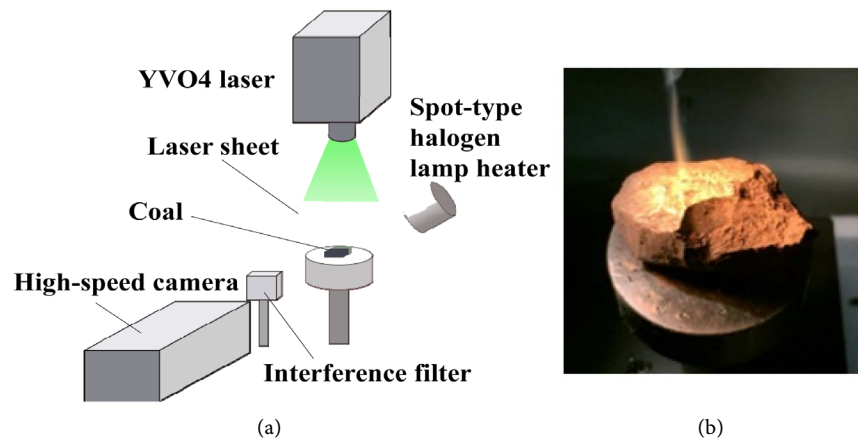 YVO4 laser
Spot-type
halogen
lamp heater
Laser sheet
Coal
High-speed camera
Interference filter
(a)
(b)